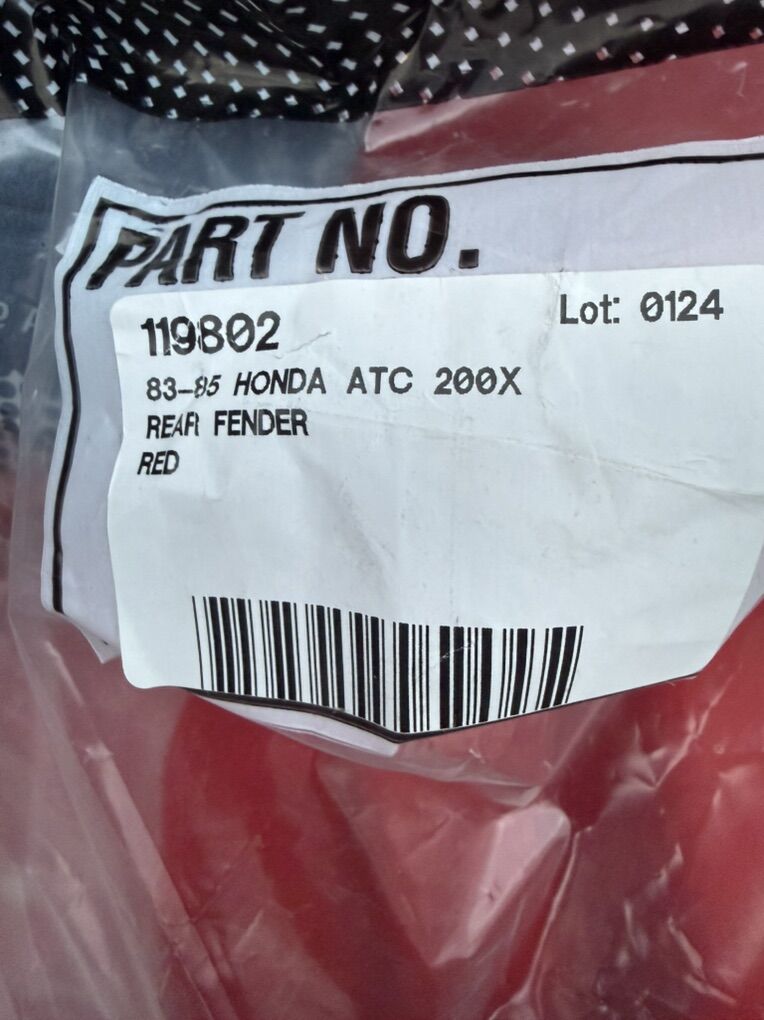 PART NO.
119802
Lot: 0124
83-85 HONDA ATC 200X
REAR FENDER
RED